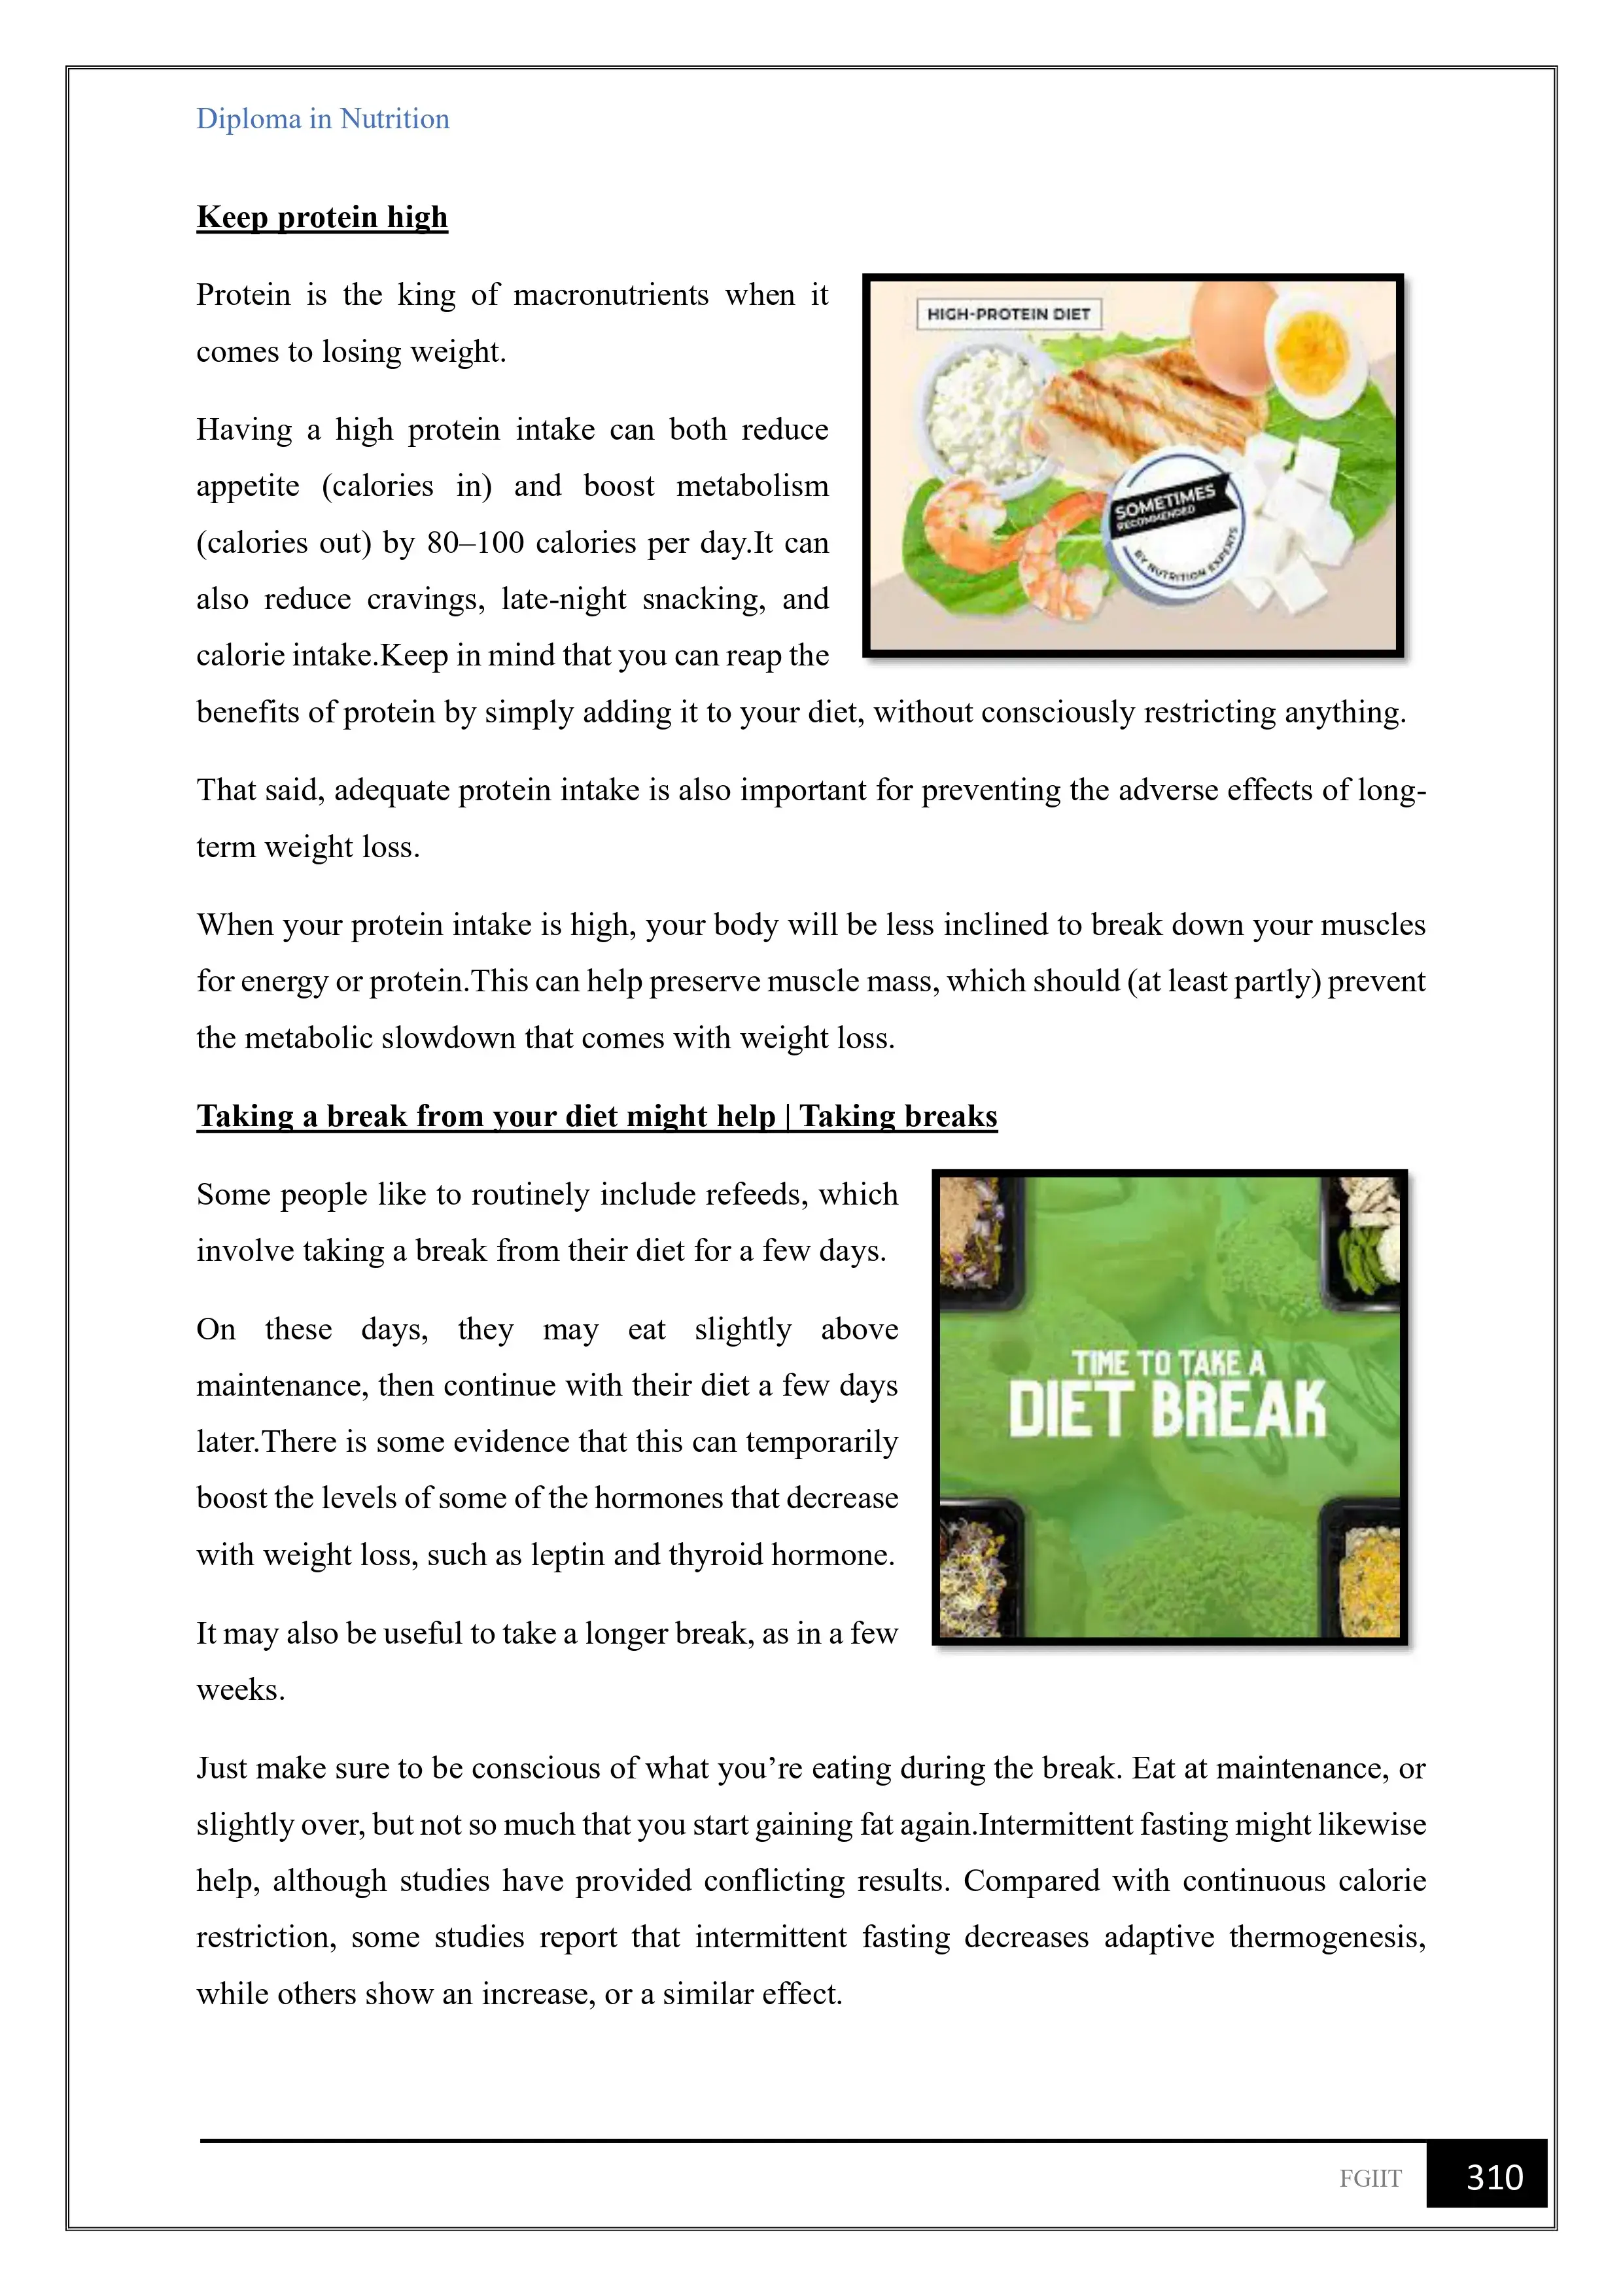 Diploma in Nutrition
Keep protein high
Protein is the king of macronutrients when it
comes to losing weight.
HIGH-PROTEIN DIET
SOMETIMES
RECOMMENDED
BY NUTRITION EXPERTS
Having a high protein intake can both reduce
appetite (calories in) and boost metabolism
(calories out) by 80–100 calories per day.It can
also reduce cravings, late-night snacking, and
calorie intake.Keep in mind that you can reap the
benefits of protein by simply adding it to your diet, without consciously restricting anything.
That said, adequate protein intake is also important for preventing the adverse effects of long-
term weight loss.
When your protein intake is high, your body will be less inclined to break down your muscles
for energy or protein.This can help preserve muscle mass, which should (at least partly) prevent
the metabolic slowdown that comes with weight loss.
Taking a break from your diet might help | Taking breaks
Some people like to routinely include refeeds, which
involve taking a break from their diet for a few days.
On these days, they may eat slightly above
maintenance, then continue with their diet a few days
later.There is some evidence that this can temporarily
boost the levels of some of the hormones that decrease
with weight loss, such as leptin and thyroid hormone.
TIME TO TAKE A
DIET BREAK
It may also be useful to take a longer break, as in a few
weeks.
Just make sure to be conscious of what you’re eating during the break. Eat at maintenance, or
slightly over, but not so much that you start gaining fat again.Intermittent fasting might likewise
help, although studies have provided conflicting results. Compared with continuous calorie
restriction, some studies report that intermittent fasting decreases adaptive thermogenesis,
while others show an increase, or a similar effect.
FGIIT
310